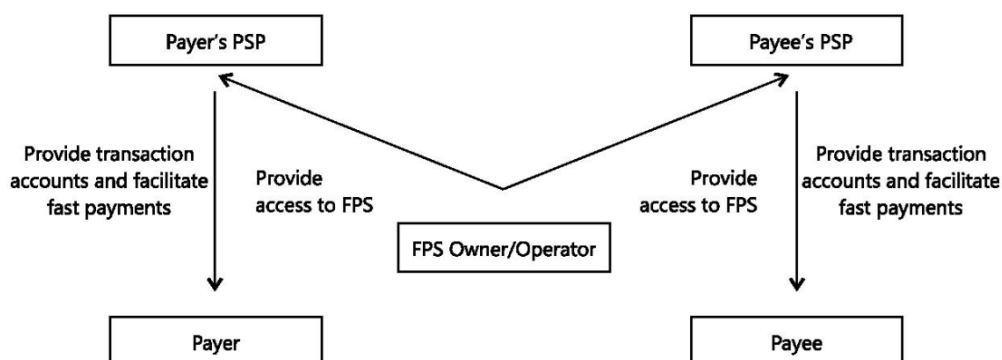 Payer’s PSP
Payee’s PSP
Provide transaction
accounts and facilitate
fast payments
Provide
access to FPS
Provide
access to FPS
Provide transaction
accounts and facilitate
fast payments
FPS Owner/Operator
Payer
Payee